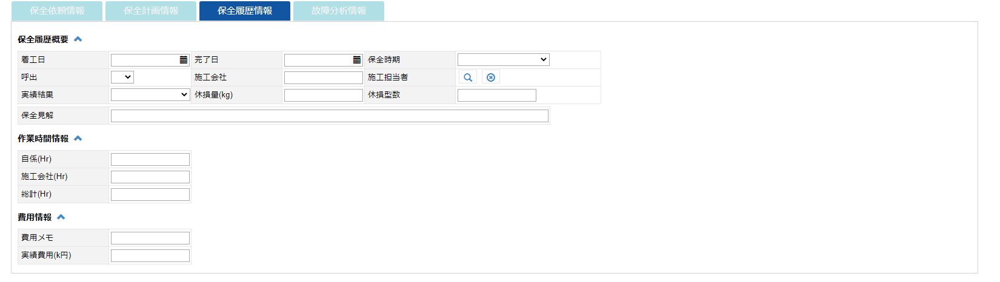 保全依頼情報 保全計画情報 保全履歴情報 故障分析情報
保全履歴概要
着工日 完了日 保全時期
呼出 施工会社 施工担当者
実績結果 休損量(kg) 休損型数
保全見解
作業時間情報
自係(Hr)
施工会社(Hr)
総計(Hr)
費用情報
費用メモ
実績費用(k円)